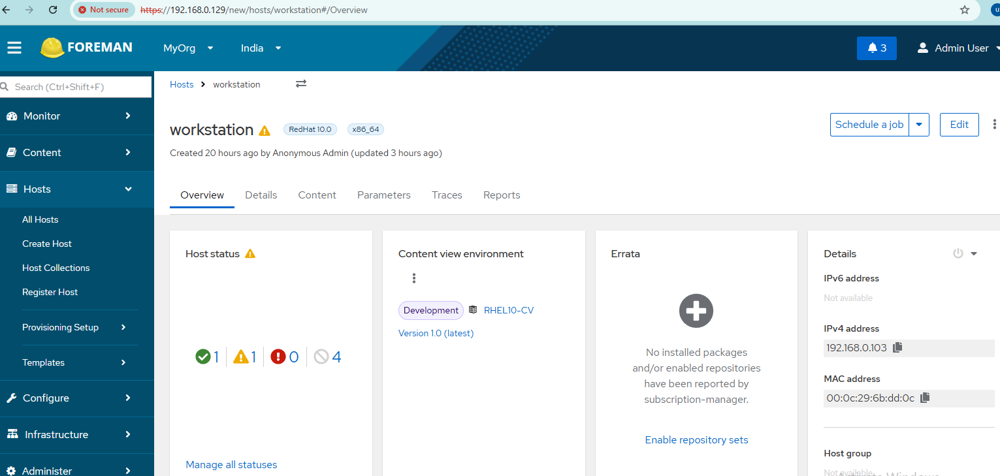 Not secure https://192.168.0.129/new/hosts/workstation#/Overview u
FOREMAN MyOrg India 3 Admin User
Search (Ctrl+Shift+F)
Monitor
Content
Hosts
All Hosts
Create Host
Host Collections
Register Host
Provisioning Setup
Templates
Configure
Infrastructure
Administer
Hosts workstation
workstation RedHat 10.0 x86_64
Schedule a job Edit
Created 20 hours ago by Anonymous Admin (updated 3 hours ago)
Overview Details Content Parameters Traces Reports
Host status
1 1 0 4
Manage all statuses
Content view environment
Development RHEL10-CV
Version 1.0 (latest)
Errata
No installed packages
and/or enabled repositories
have been reported by
subscription-manager.
Enable repository sets
Details
IPv6 address
Not available
IPv4 address
192.168.0.103
MAC address
00:0c:29:6b:dd:0c
Host group
Not available